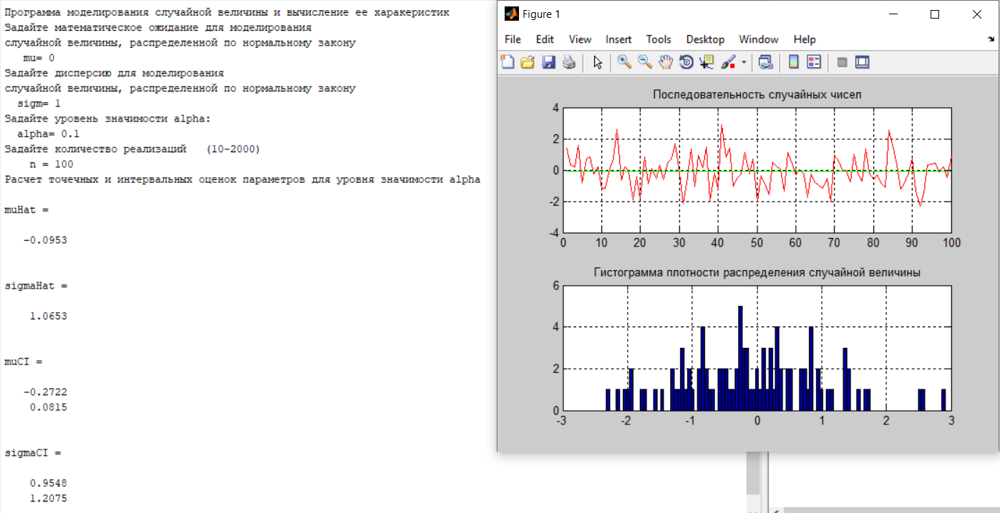 Программа моделирования случайной величины и вычисление ее харакеристик
Задайте математическое ожидание для моделирования
случайной величины, распределенной по нормальному закону
mu= 0
Задайте дисперсию для моделирования
случайной величины, распределенной по нормальному закону
sigm= 1
Задайте уровень значимости alpha:
alpha= 0.1
Задайте количество реализаций (10-2000)
n = 100
Расчет точечных и интервальных оценок параметров для уровня значимости alpha
muHat =
-0.0953
sigmaHat =
1.0653
muCI =
-0.2722
0.0815
sigmaCI =
0.9548
1.2075
Figure 1
File Edit View Insert Tools Desktop Window Help
Последовательность случайных чисел
4
2
0
-2
-4
0 10 20 30 40 50 60 70 80 90 100
Гистограмма плотности распределения случайной величины
6
4
2
0
-3 -2 -1 0 1 2 3